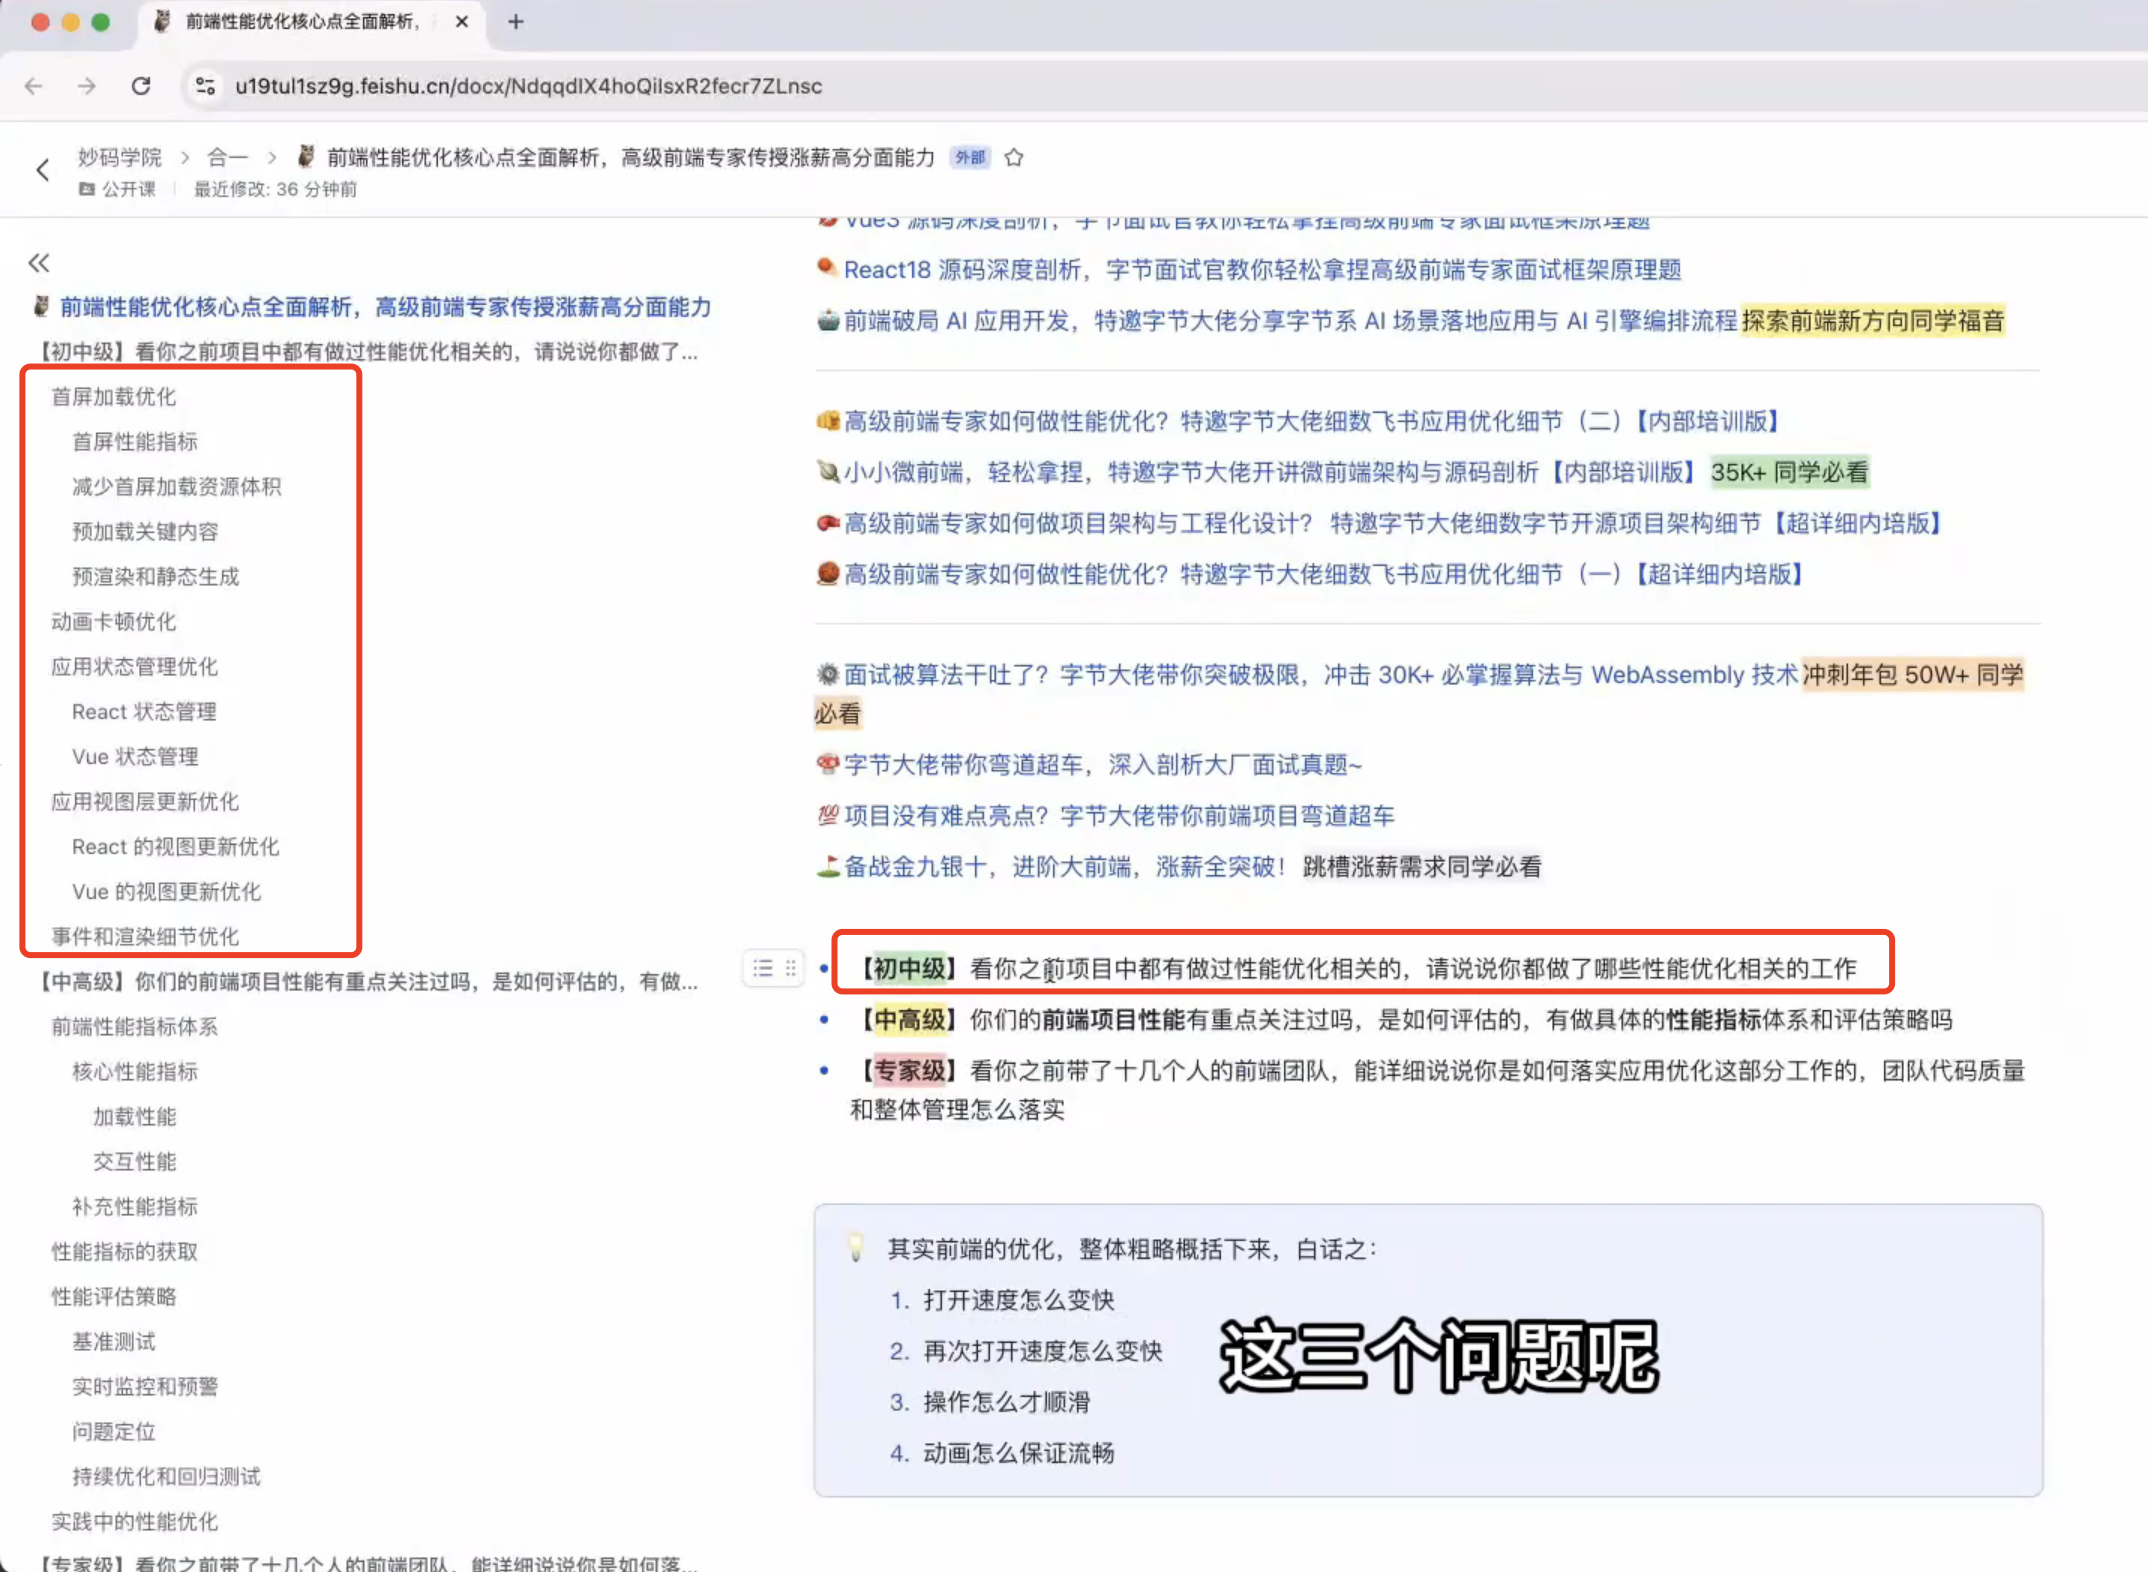 前端性能优化核心点全面解析，
u19tul1sz9g.feishu.cn/docx/NdqqdIX4hoQilsxR2fecr7ZLnsc
妙码学院 > 合一 > 前端性能优化核心点全面解析，高级前端专家传授涨薪高分面能力 外部
公开课 最近修改: 36 分钟前
前端性能优化核心点全面解析，高级前端专家传授涨薪高分面能力
【初中级】看你之前项目中都有做过性能优化相关的，请说说你都做了...
首屏加载优化
首屏性能指标
减少首屏加载资源体积
预加载关键内容
预渲染和静态生成
动画卡顿优化
应用状态管理优化
React 状态管理
Vue 状态管理
应用视图层更新优化
React 的视图更新优化
Vue 的视图更新优化
事件和渲染细节优化
【中高级】你们的前端项目性能有重点关注过吗，是如何评估的，有做...
前端性能指标体系
核心性能指标
加载性能
交互性能
补充性能指标
性能指标的获取
性能评估策略
基准测试
实时监控和预警
问题定位
持续优化和回归测试
实践中的性能优化
【专家级】看你之前带了十几个人的前端团队，能详细说说你是如何落...
Vue3 源码深度剖析，字节面试官教你轻松拿捏高级前端专家面试框架原理题
React18 源码深度剖析，字节面试官教你轻松拿捏高级前端专家面试框架原理题
前端破局 AI 应用开发，特邀字节大佬分享字节系 AI 场景落地应用与 AI 引擎编排流程探索前端新方向同学福音
高级前端专家如何做性能优化？特邀字节大佬细数飞书应用优化细节（二）【内部培训版】
小小微前端，轻松拿捏，特邀字节大佬开讲微前端架构与源码剖析【内部培训版】35K+ 同学必看
高级前端专家如何做项目架构与工程化设计？ 特邀字节大佬细数字节开源项目架构细节【超详细内培版】
高级前端专家如何做性能优化？特邀字节大佬细数飞书应用优化细节（一）【超详细内培版】
面试被算法干吐了？字节大佬带你突破极限，冲击 30K+ 必掌握算法与 WebAssembly 技术冲刺年包 50W+ 同学
必看
字节大佬带你弯道超车，深入剖析大厂面试真题~
💯项目没有难点亮点？字节大佬带你前端项目弯道超车
备战金九银十，进阶大前端，涨薪全突破！ 跳槽涨薪需求同学必看
• 【初中级】看你之前项目中都有做过性能优化相关的，请说说你都做了哪些性能优化相关的工作
• 【中高级】你们的前端项目性能有重点关注过吗，是如何评估的，有做具体的性能指标体系和评估策略吗
• 【专家级】看你之前带了十几个人的前端团队，能详细说说你是如何落实应用优化这部分工作的，团队代码质量
和整体管理怎么落实
其实前端的优化，整体粗略概括下来，白话之：
1. 打开速度怎么变快
2. 再次打开速度怎么变快
3. 操作怎么才顺滑
4. 动画怎么保证流畅
这三个问题呢